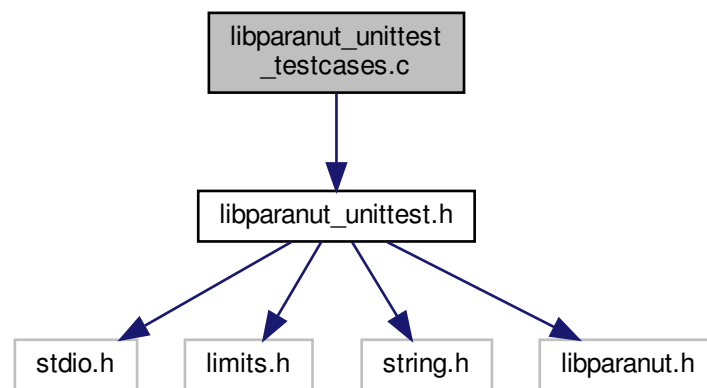 libparanut_unittest
_testcases.c
libparanut_unittest.h
stdio.h
limits.h
string.h
libparanut.h